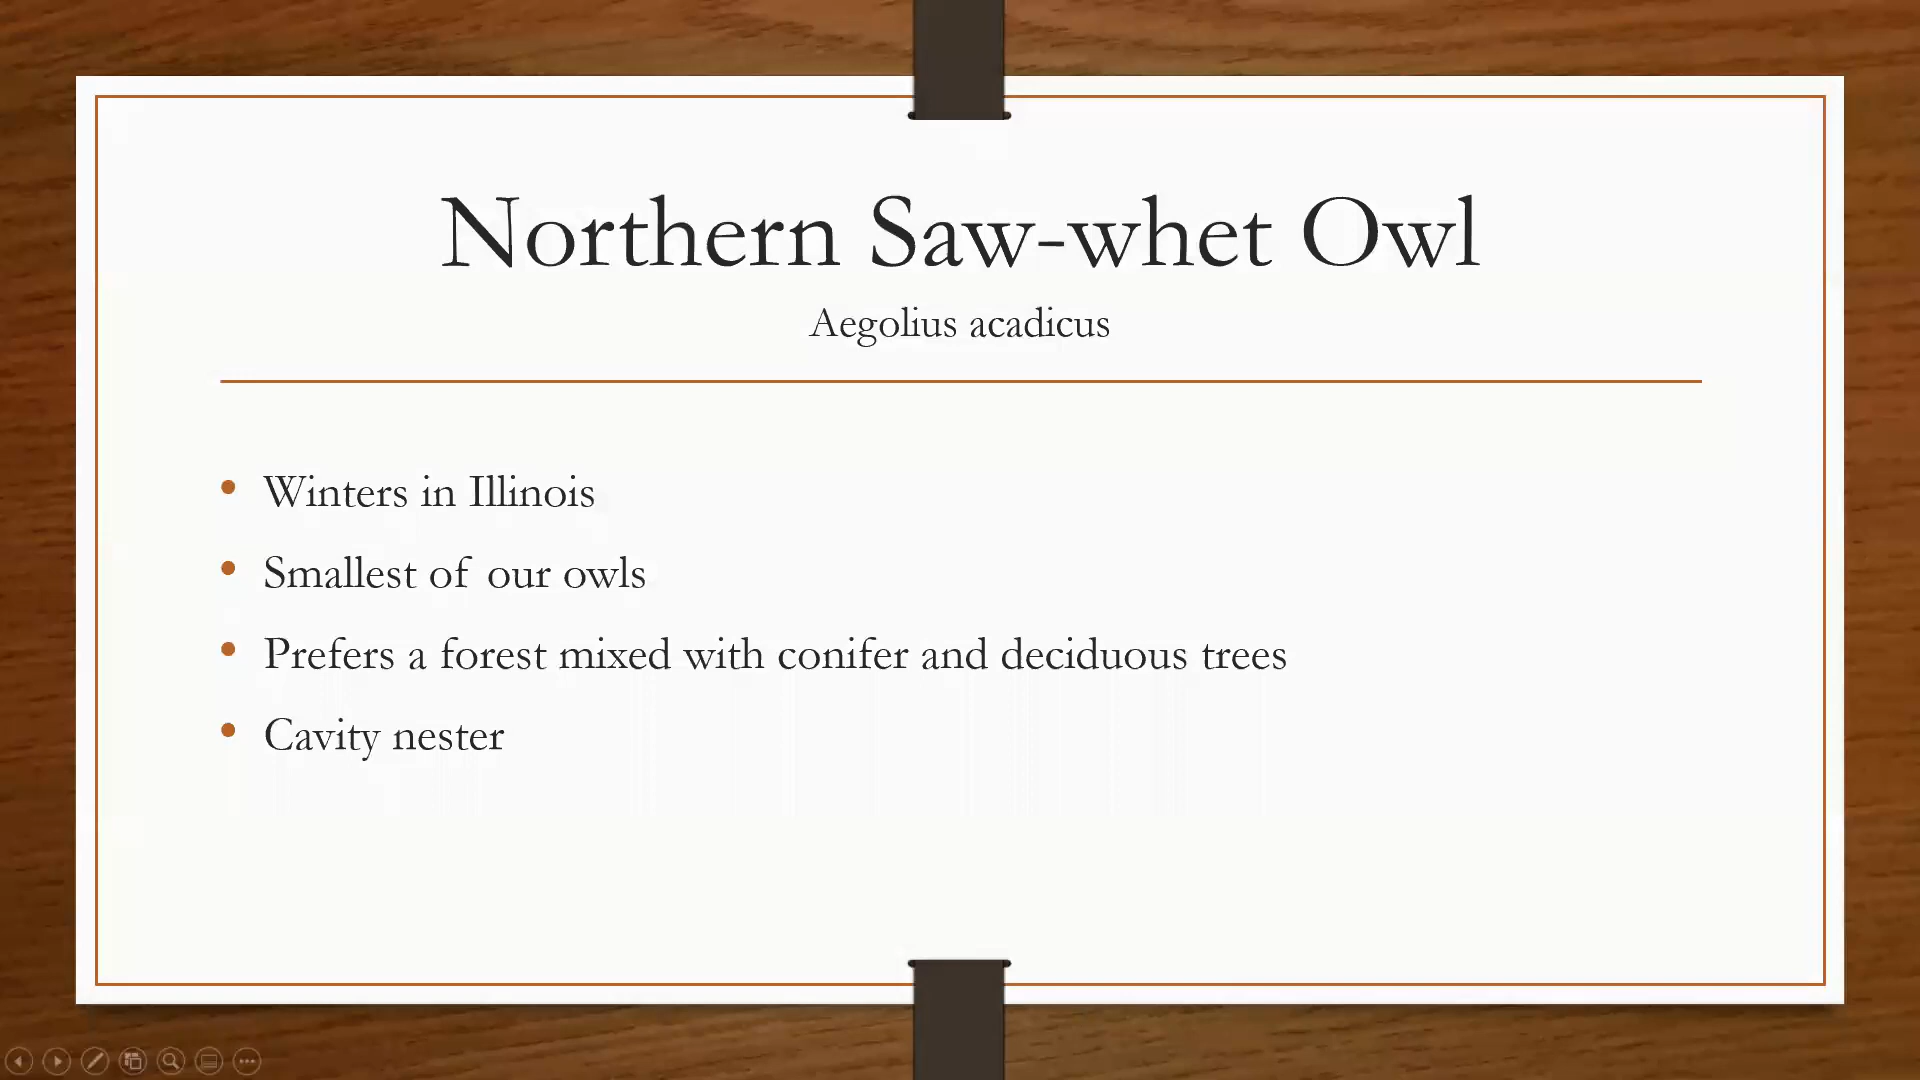 Northern Saw-whet Owl
Aegolius acadicus
• Winters in Illinois
• Smallest of our owls
• Prefers a forest mixed with conifer and deciduous trees
• Cavity nester